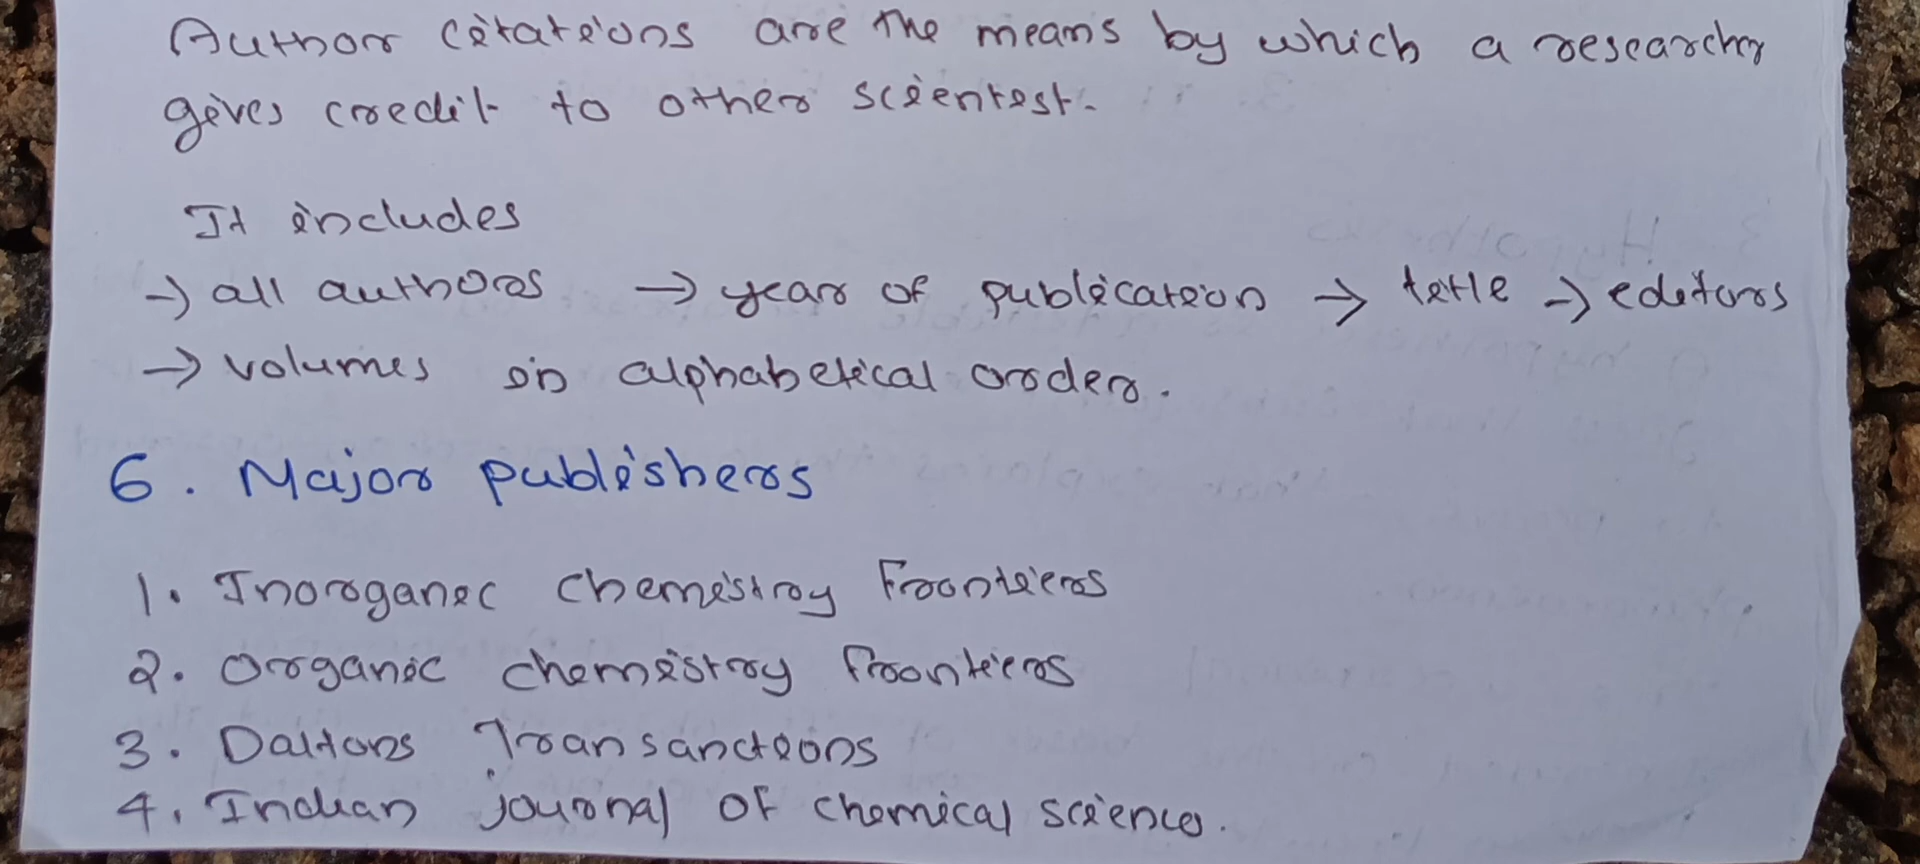 Author citations are the means by which a researcher
gives credit to other scientest.
It includes
→ all authors → year of publication → title → editors
→ volumes in alphabetical order.
6. Major publishers
1. Inorganic chemistry Frontiers
2. Organic chemistry frontiers
3. Daltons Transanctions
4. Indian journal of chemical science.